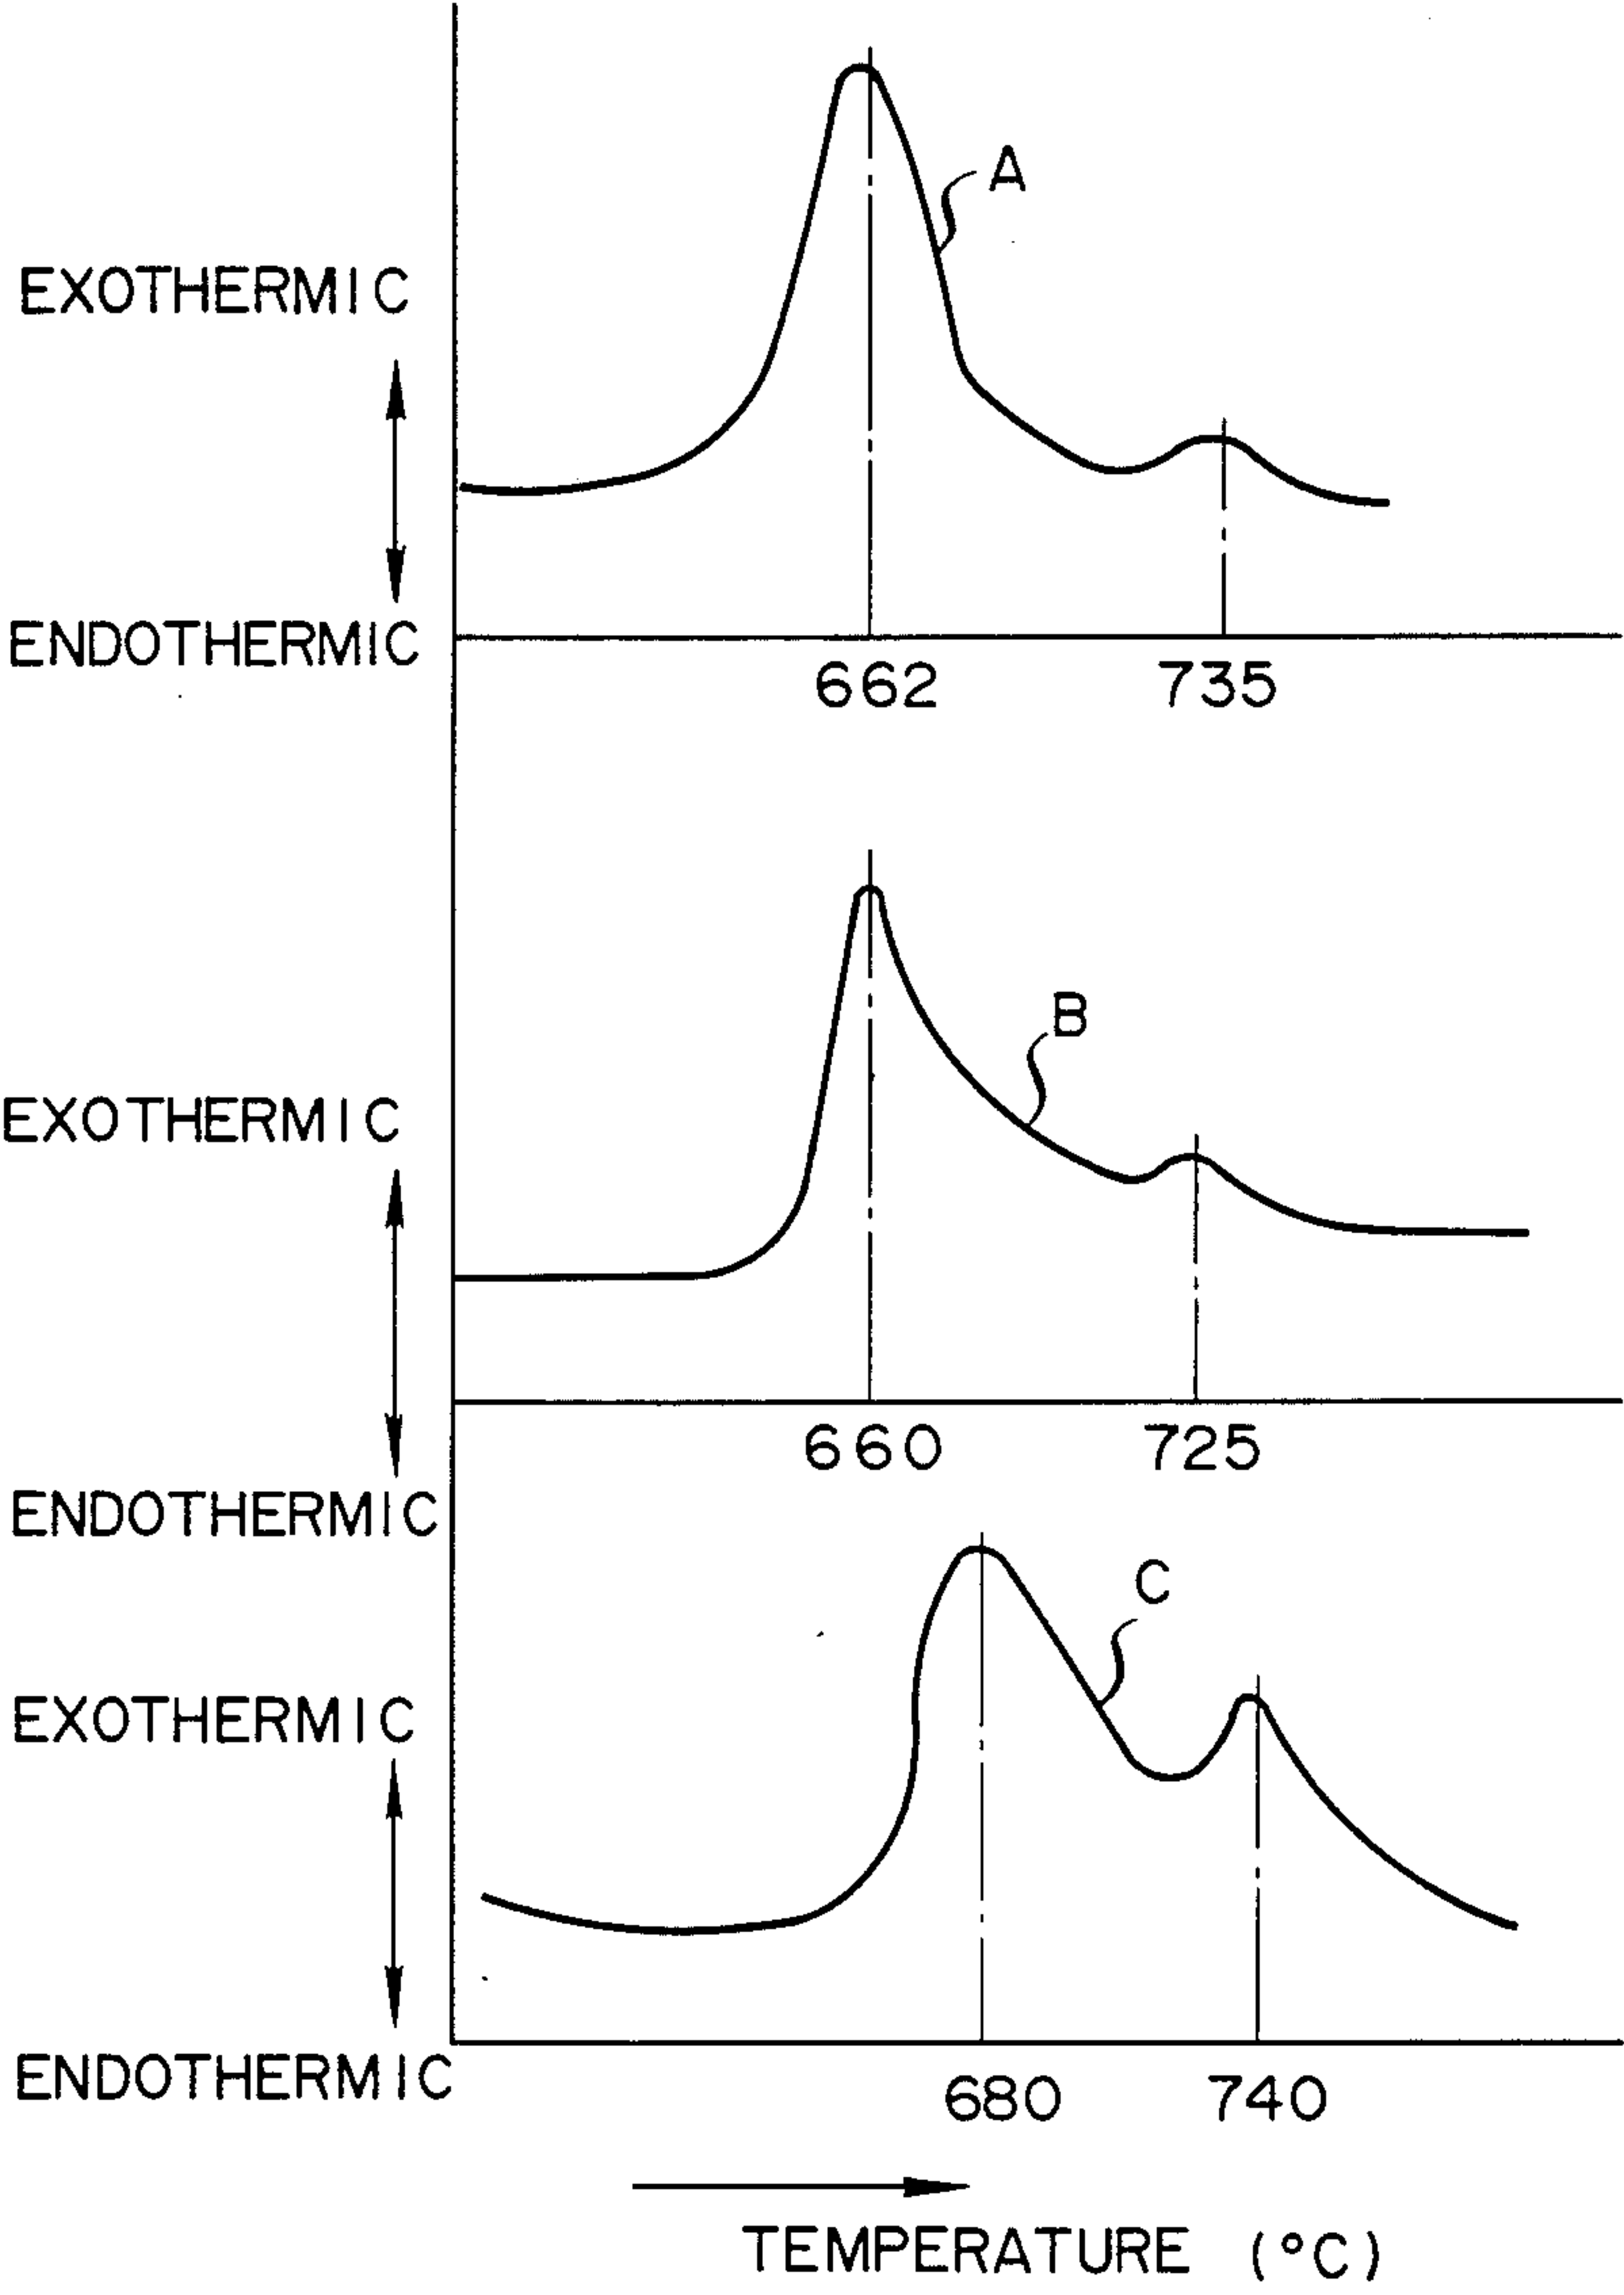 A
EXOTHERMIC
ENDOTHERMIC
662 735
B
EXOTHERMIC
660 725
ENDOTHERMIC
C
EXOTHERMIC
ENDOTHERMIC
680 740
TEMPERATURE (°C)